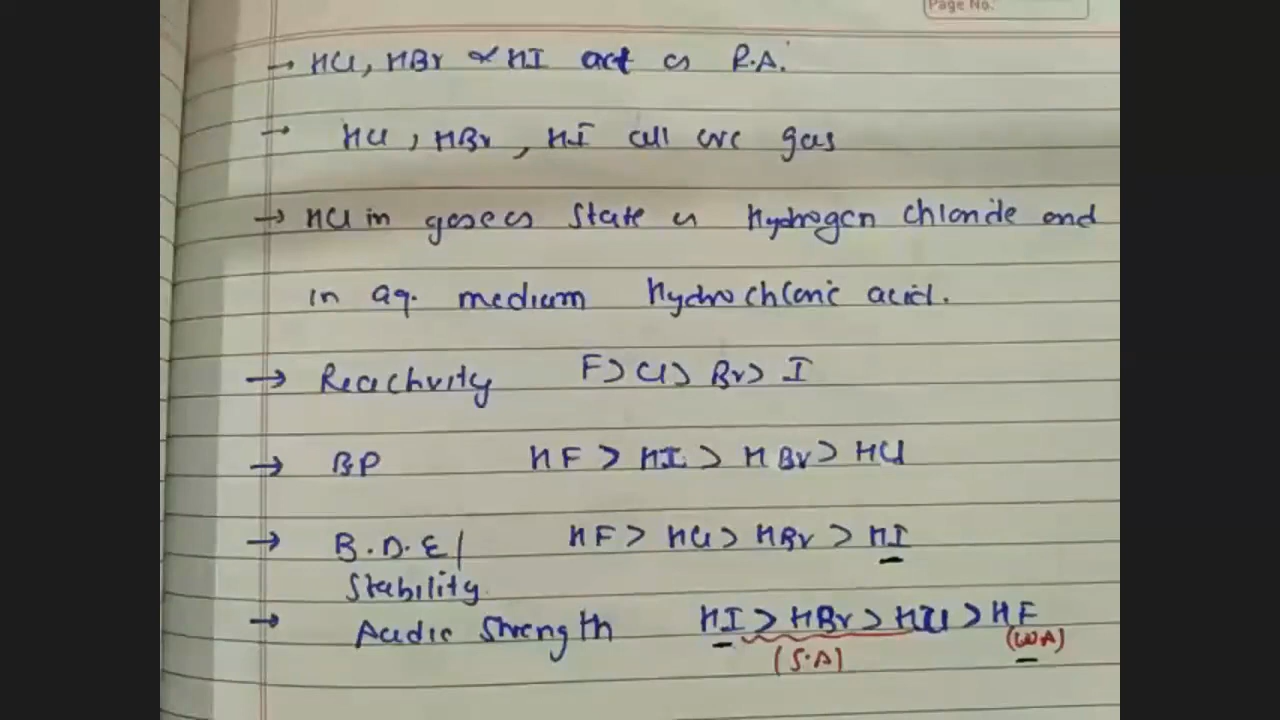 Page No.
→ HCl, HBr & HI act as R.A.
→ HCl, HBr, HI all are gas
→ HCl in gaseos State is Hydrogen chloride and
in aq. medium Hydrochloric acid.
→ Reactivity F > Cl > Br > I
→ BP HF > HI > HBr > HCl
→ B.D.E/ HF > HCl > HBr > HI
Stability
→ Acidic Strength HI > HBr > HCl > HF
(S.A) (WA)